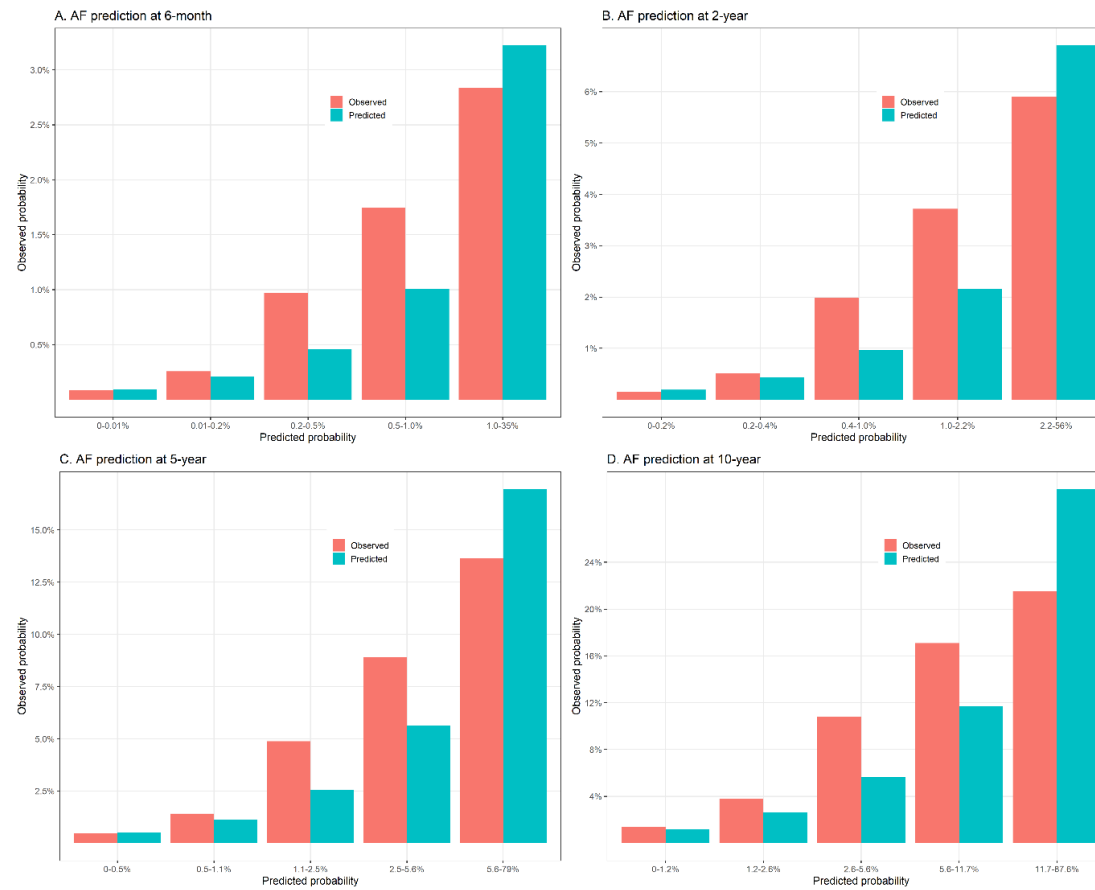 A. AF prediction at 6-month
Observed probability
3.0%
2.5%
2.0%
1.5%
1.0%
0.5%
Observed
Predicted
0-0.01%
0.01-0.2%
0.2-0.5%
0.5-1.0%
1.0-35%
Predicted probability
B. AF prediction at 2-year
Observed probability
6%
5%
4%
3%
2%
1%
Observed
Predicted
0-0.2%
0.2-0.4%
0.4-1.0%
1.0-2.2%
2.2-56%
Predicted probability
C. AF prediction at 5-year
Observed probability
15.0%
12.5%
10.0%
7.5%
5.0%
2.5%
Observed
Predicted
0-0.5%
0.5-1.1%
1.1-2.5%
2.5-5.6%
5.6-79%
Predicted probability
D. AF prediction at 10-year
Observed probability
24%
20%
16%
12%
8%
4%
Observed
Predicted
0-1.2%
1.2-2.6%
2.6-5.6%
5.6-11.7%
11.7-87.6%
Predicted probability